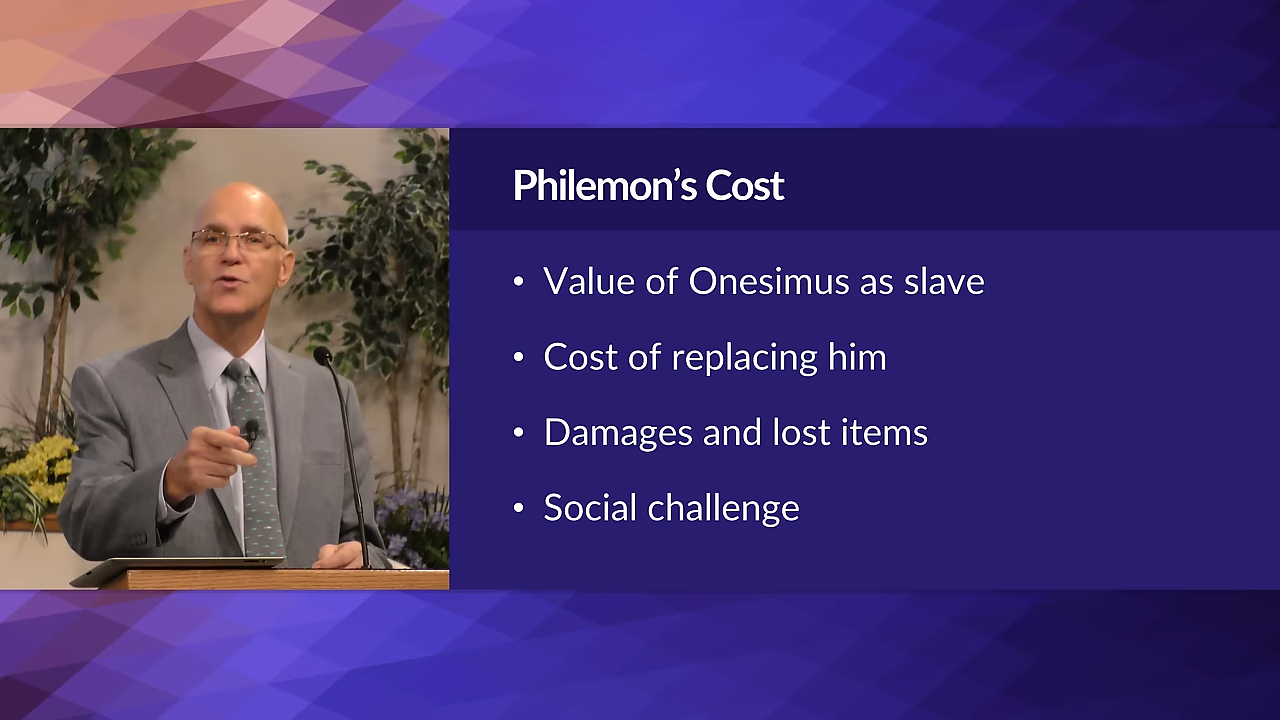 Philemon’s Cost
• Value of Onesimus as slave
• Cost of replacing him
• Damages and lost items
• Social challenge